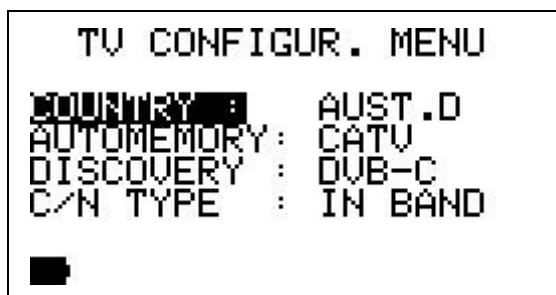 TV CONFIGUR. MENU
COUNTRY : AUST.D
AUTOMEMORY: CATV
DISCOVERY : DVB-C
C/N TYPE : IN BAND